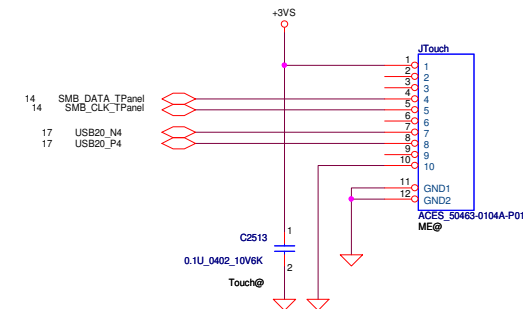 +3VS
JTouch
1 1
2 2
3 3
14 SMB_DATA_TPanel 4 4
14 SMB_CLK_TPanel 5 5
6 6
17 USB20_N4 7 7
17 USB20_P4 8 8
9 9
10 10
11 GND1
12 GND2
ACES_50463-0104A-P01
ME@
1
C2513
0.1U_0402_10V6K
2
Touch@